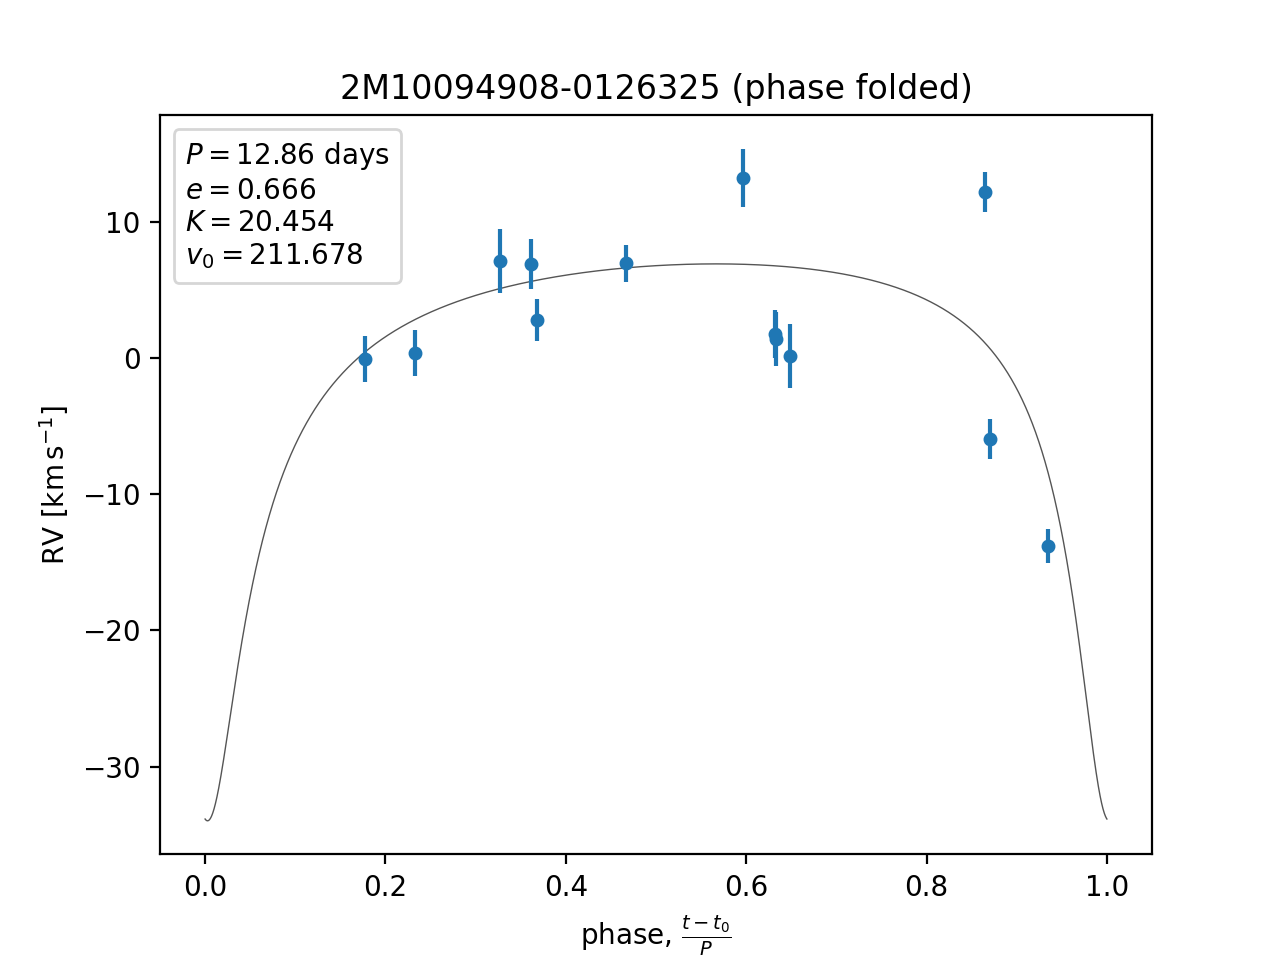 2M10094908-0126325 (phase folded)
P = 12.86 days
e = 0.666
K = 20.454
v₀ = 211.678
10
0
−10
−20
−30
RV [km s⁻¹]
0.0 0.2 0.4 0.6 0.8 1.0
phase, (t − t₀)/P